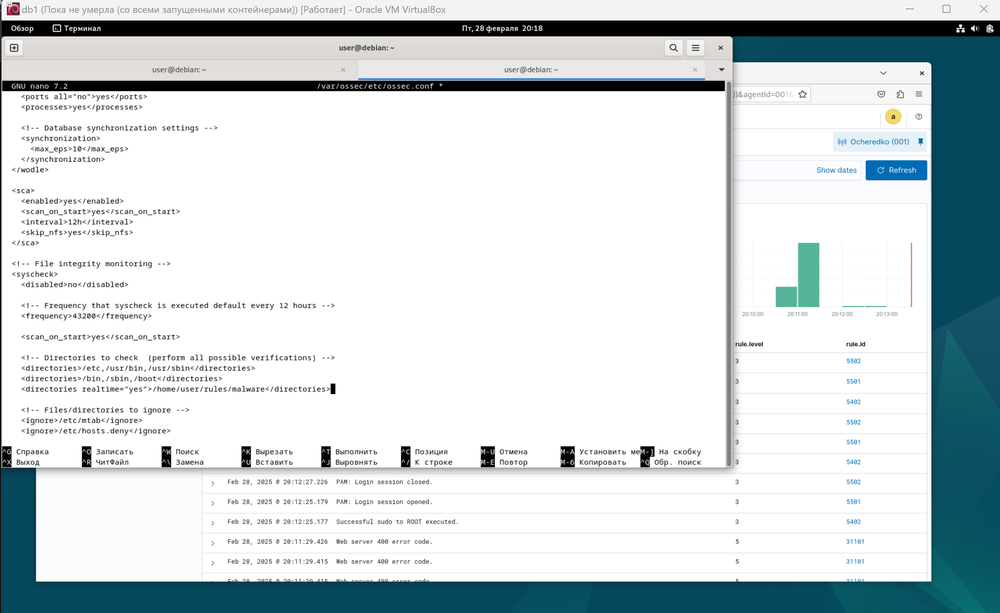 64
db1 (Пока не умерла (со всеми запущенными контейнерами)) [Работает] - Oracle VM VirtualBox
Обзор
Терминал
Пт, 28 февраля 20:18
user@debian: ~
user@debian: ~
user@debian: ~
GNU nano 7.2
/var/ossec/etc/ossec.conf *
<ports all="no">yes</ports>
<processes>yes</processes>
<!-- Database synchronization settings -->
<synchronization>
<max_eps>10</max_eps>
</synchronization>
</wodle>
<sca>
<enabled>yes</enabled>
<scan_on_start>yes</scan_on_start>
<interval>12h</interval>
<skip_nfs>yes</skip_nfs>
</sca>
<!-- File integrity monitoring -->
<syscheck>
<disabled>no</disabled>
<!-- Frequency that syscheck is executed default every 12 hours -->
<frequency>43200</frequency>
<scan_on_start>yes</scan_on_start>
<!-- Directories to check  (perform all possible verifications) -->
<directories>/etc,/usr/bin,/usr/sbin</directories>
<directories>/bin,/sbin,/boot</directories>
<directories realtime="yes">/home/user/rules/malware</directories>
<!-- Files/directories to ignore -->
<ignore>/etc/mtab</ignore>
<ignore>/etc/hosts.deny</ignore>
^G Справка ^O Записать ^W Поиск ^K Вырезать ^T Выполнить ^C Позиция M-U Отмена M-A Установить ме M-] На скобку
^X Выход ^R ЧитФайл ^\ Замена ^U Вставить ^J Выровнять ^/ К строке M-E Повтор M-6 Копировать ^Q Обр. поиск
))&agentId=001&
a
Ocheredko (001)
Show dates
Refresh
20:10:00 20:11:00 20:12:00 20:13:00
rule.level rule.id
3 5502
3 5501
3 5402
3 5502
3 5501
3 5402
Feb 28, 2025 @ 20:12:27.226 PAM: Login session closed. 3 5502
Feb 28, 2025 @ 20:12:25.179 PAM: Login session opened. 3 5501
Feb 28, 2025 @ 20:12:25.177 Successful sudo to ROOT executed. 3 5402
Feb 28, 2025 @ 20:11:29.426 Web server 400 error code. 5 31101
Feb 28, 2025 @ 20:11:29.415 Web server 400 error code. 5 31101
Feb 28, 2025 @ 20:11:29.415 Web server 400 error code. 5 31101